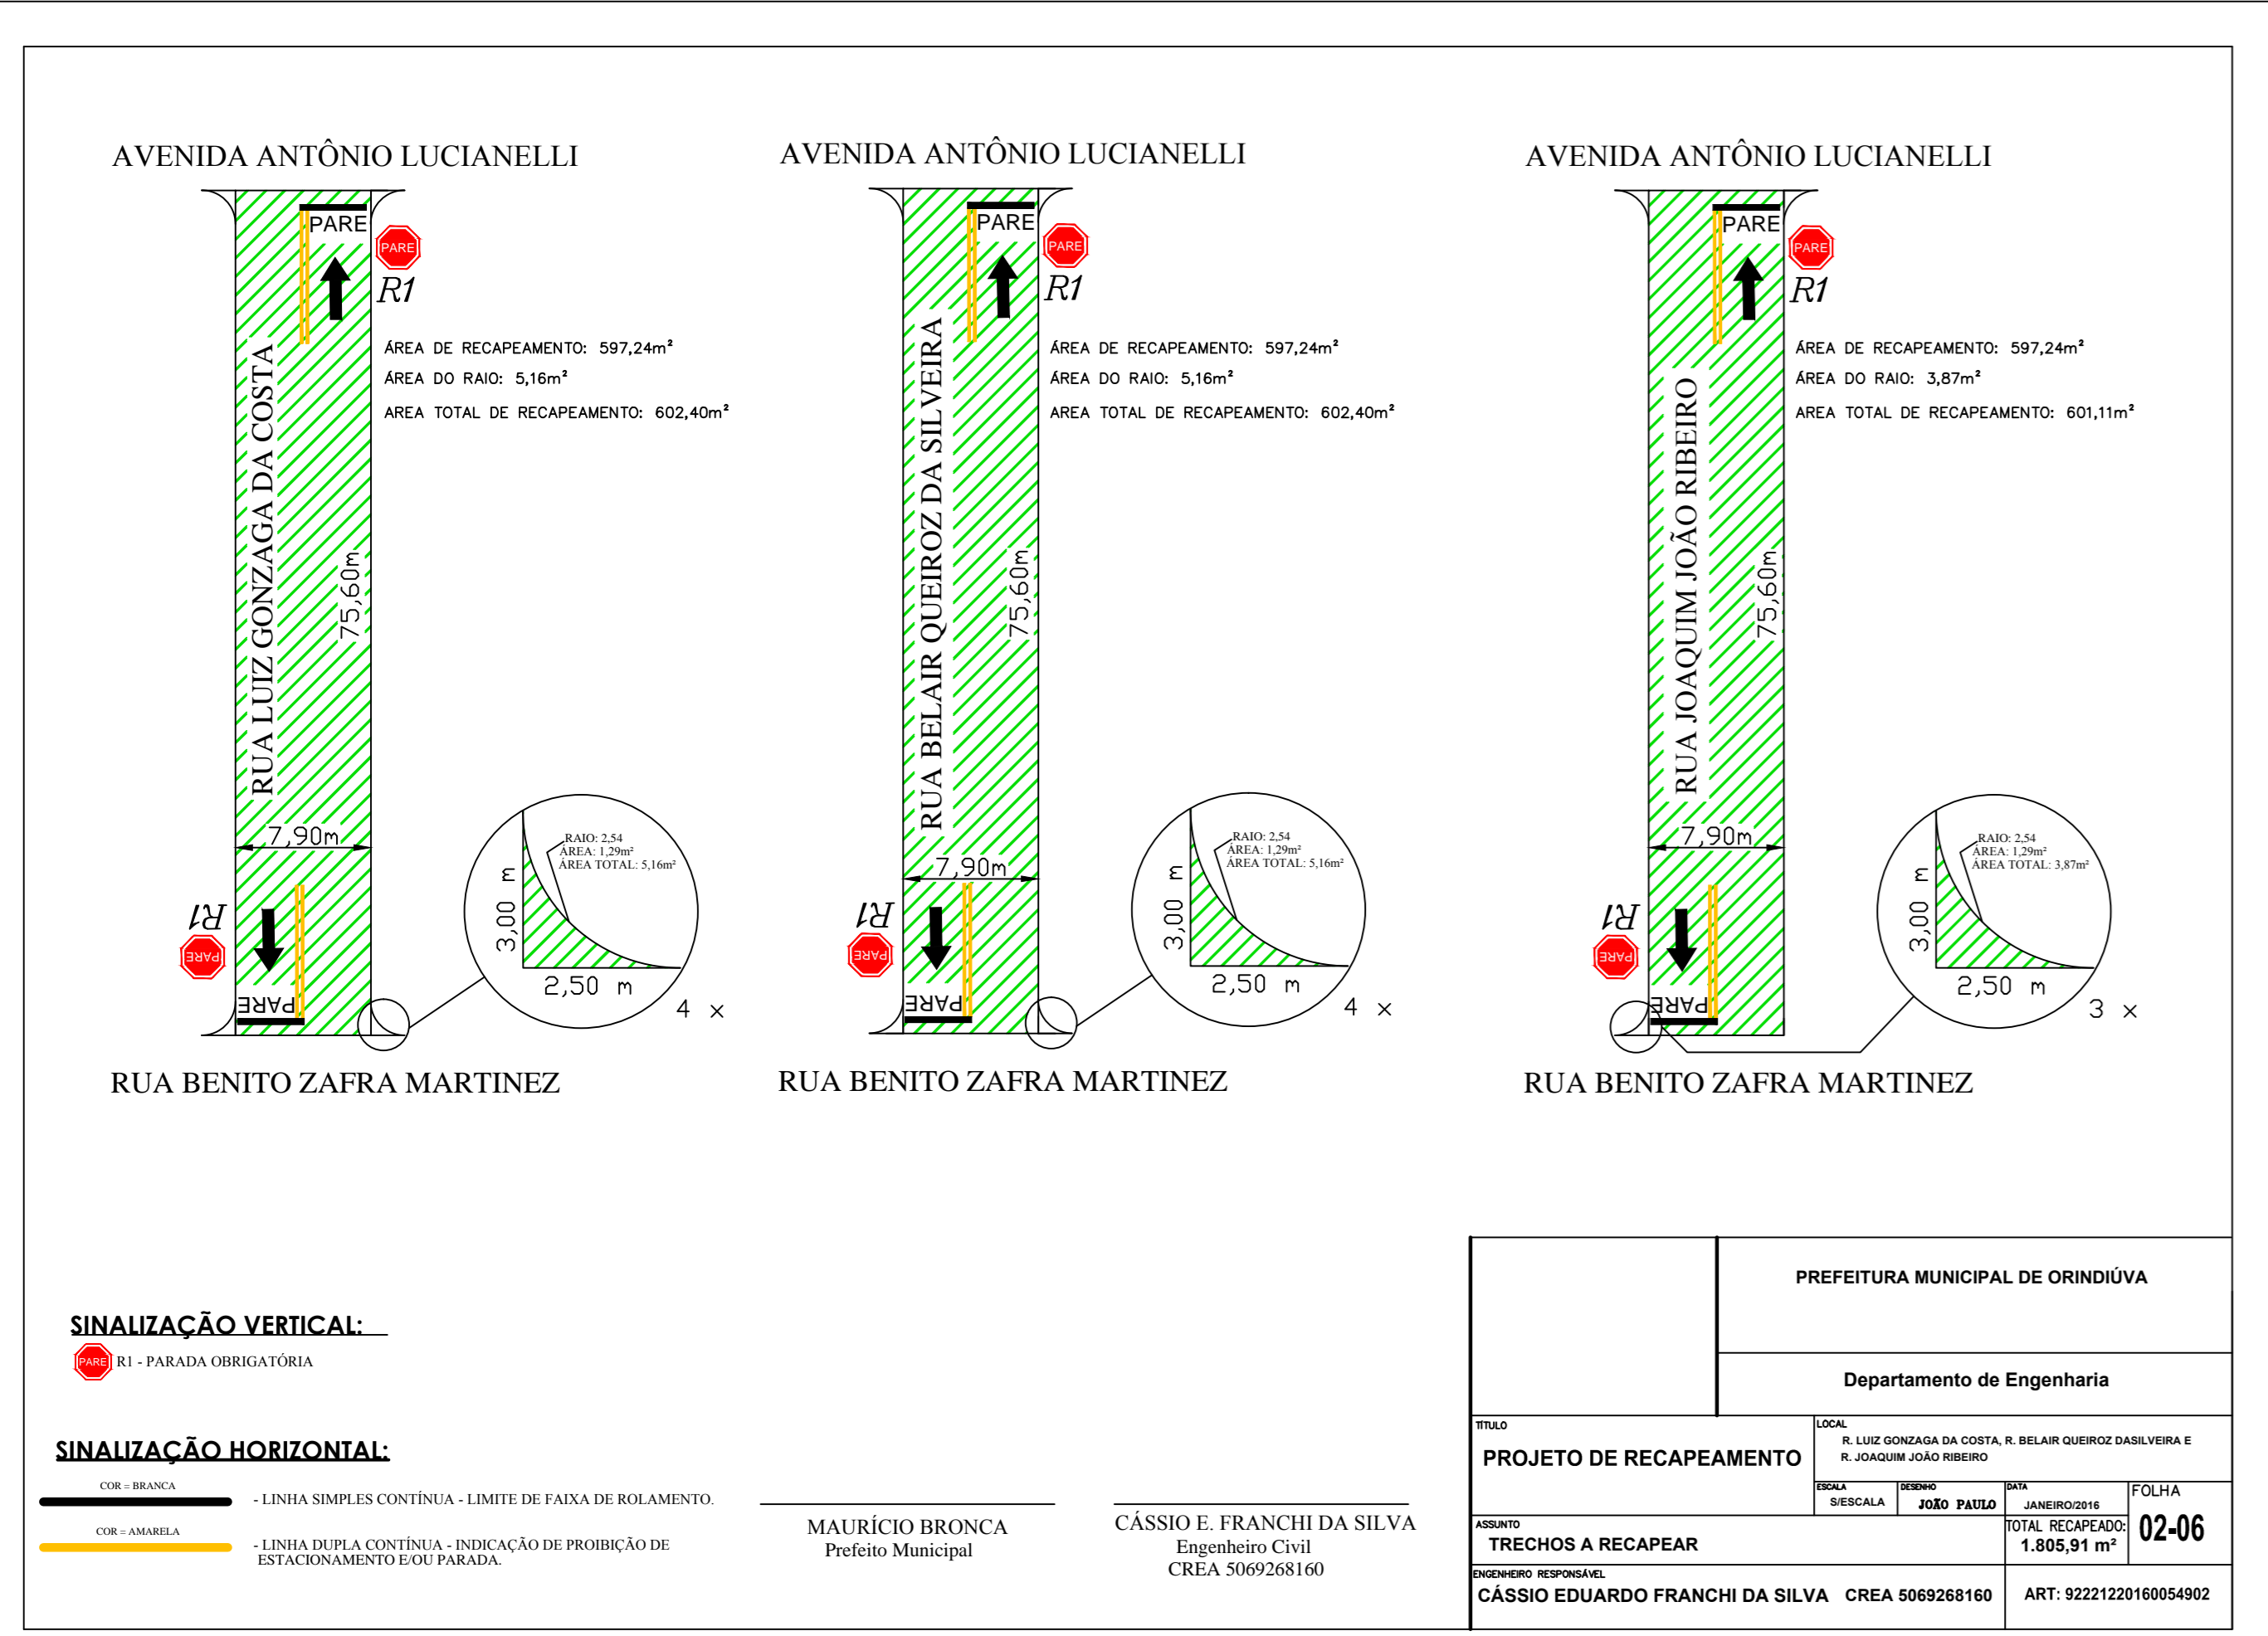 AVENIDA ANTÔNIO LUCIANELLI
PARE
PARE
R1
ÁREA DE RECAPEAMENTO: 597,24m²
ÁREA DO RAIO: 5,16m²
AREA TOTAL DE RECAPEAMENTO: 602,40m²
RUA LUIZ GONZAGA DA COSTA
75,60m
7,90m
RAIO: 2,54
ÁREA: 1,29m²
ÁREA TOTAL: 5,16m²
3,00 m
2,50 m
4 ×
R1
PARE
PARE
RUA BENITO ZAFRA MARTINEZ
AVENIDA ANTÔNIO LUCIANELLI
PARE
PARE
R1
ÁREA DE RECAPEAMENTO: 597,24m²
ÁREA DO RAIO: 5,16m²
AREA TOTAL DE RECAPEAMENTO: 602,40m²
RUA BELAIR QUEIROZ DA SILVEIRA
75,60m
7,90m
RAIO: 2,54
ÁREA: 1,29m²
ÁREA TOTAL: 5,16m²
3,00 m
2,50 m
4 ×
R1
PARE
PARE
RUA BENITO ZAFRA MARTINEZ
AVENIDA ANTÔNIO LUCIANELLI
PARE
PARE
R1
ÁREA DE RECAPEAMENTO: 597,24m²
ÁREA DO RAIO: 3,87m²
AREA TOTAL DE RECAPEAMENTO: 601,11m²
RUA JOAQUIM JOÃO RIBEIRO
75,60m
7,90m
RAIO: 2,54
ÁREA: 1,29m²
ÁREA TOTAL: 3,87m²
3,00 m
2,50 m
3 ×
R1
PARE
PARE
RUA BENITO ZAFRA MARTINEZ
SINALIZAÇÃO VERTICAL:
PARE R1 - PARADA OBRIGATÓRIA
SINALIZAÇÃO HORIZONTAL:
COR = BRANCA
- LINHA SIMPLES CONTÍNUA - LIMITE DE FAIXA DE ROLAMENTO.
COR = AMARELA
- LINHA DUPLA CONTÍNUA - INDICAÇÃO DE PROIBIÇÃO DE
ESTACIONAMENTO E/OU PARADA.
MAURÍCIO BRONCA
Prefeito Municipal
CÁSSIO E. FRANCHI DA SILVA
Engenheiro Civil
CREA 5069268160
PREFEITURA MUNICIPAL DE ORINDIÚVA
Departamento de Engenharia
TÍTULO
PROJETO DE RECAPEAMENTO
LOCAL
R. LUIZ GONZAGA DA COSTA, R. BELAIR QUEIROZ DASILVEIRA E
R. JOAQUIM JOÃO RIBEIRO
ESCALA
S/ESCALA
DESENHO
JOÃO PAULO
DATA
JANEIRO/2016
FOLHA
02-06
ASSUNTO
TRECHOS A RECAPEAR
TOTAL RECAPEADO:
1.805,91 m²
ENGENHEIRO RESPONSÁVEL
CÁSSIO EDUARDO FRANCHI DA SILVA CREA 5069268160
ART: 92221220160054902